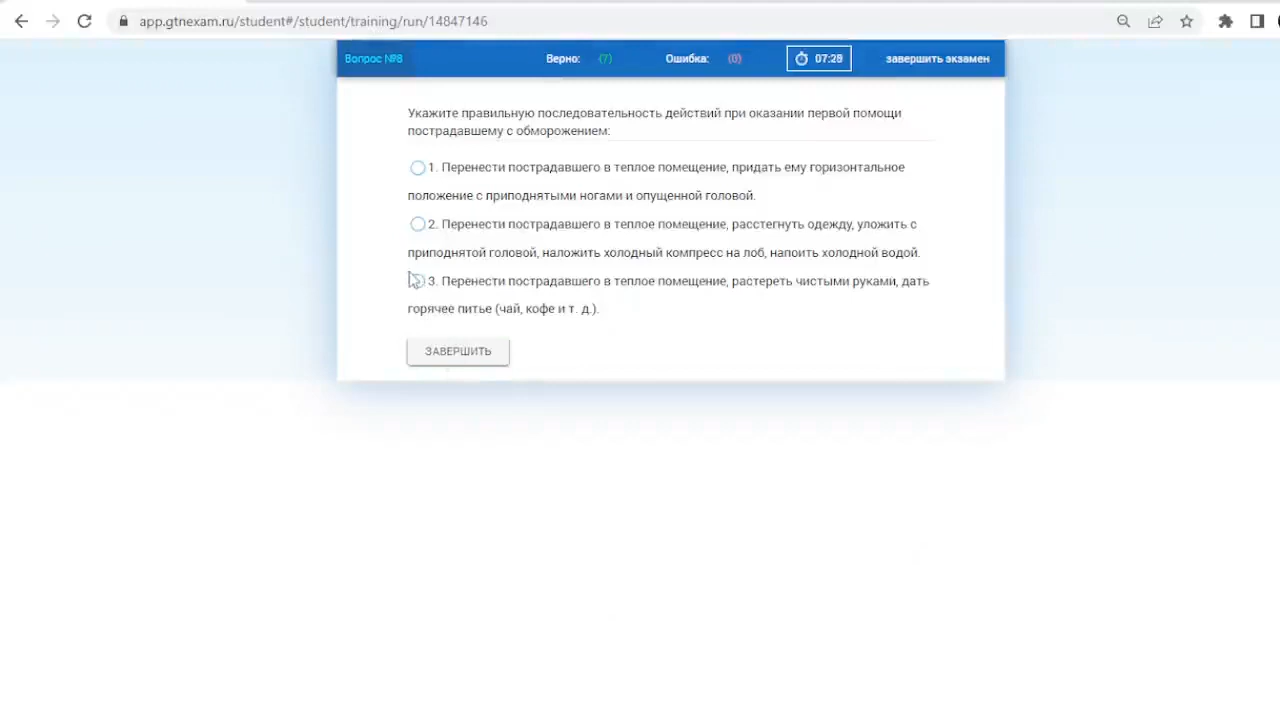 app.gtnexam.ru/student#/student/training/run/14847146
Вопрос №8 Верно: (7) Ошибка: (0) 07:28 завершить экзамен
Укажите правильную последовательность действий при оказании первой помощи
пострадавшему с обморожением:
1. Перенести пострадавшего в теплое помещение, придать ему горизонтальное
положение с приподнятыми ногами и опущенной головой.
2. Перенести пострадавшего в теплое помещение, расстегнуть одежду, уложить с
приподнятой головой, наложить холодный компресс на лоб, напоить холодной водой.
3. Перенести пострадавшего в теплое помещение, растереть чистыми руками, дать
горячее питье (чай, кофе и т. д.).
ЗАВЕРШИТЬ